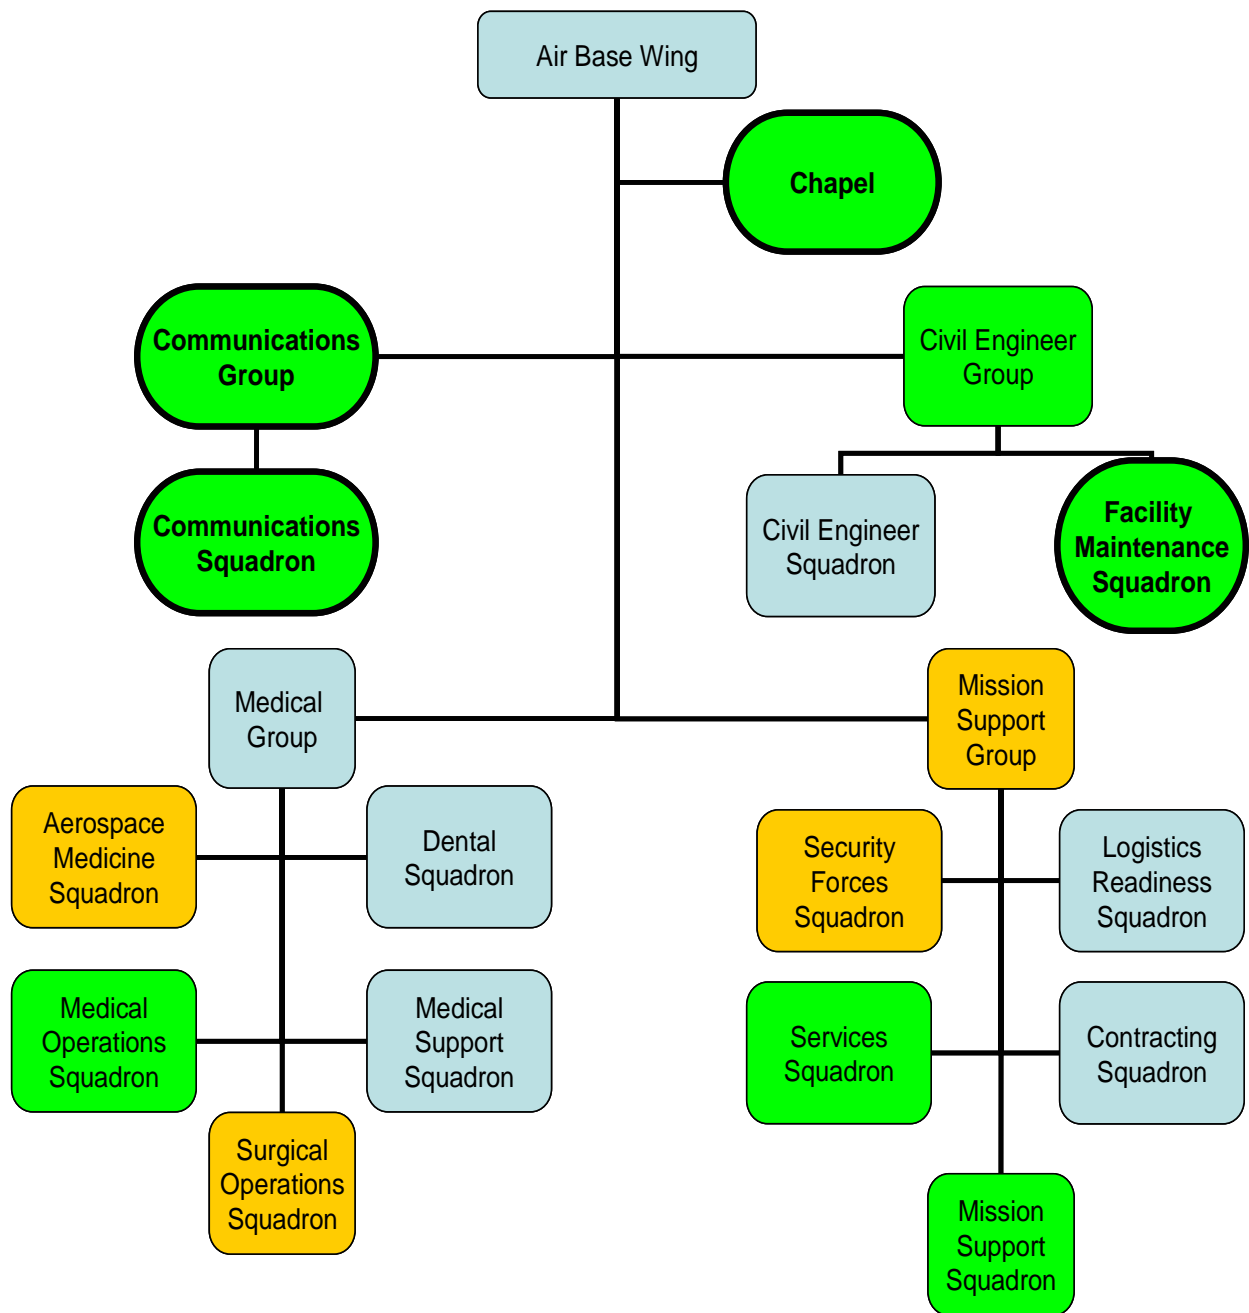 Air Base Wing
Chapel
Communications
Group
Civil Engineer
Group
Communications
Squadron
Civil Engineer
Squadron
Facility
Maintenance
Squadron
Medical
Group
Mission
Support
Group
Aerospace
Medicine
Squadron
Dental
Squadron
Security
Forces
Squadron
Logistics
Readiness
Squadron
Medical
Operations
Squadron
Medical
Support
Squadron
Services
Squadron
Contracting
Squadron
Surgical
Operations
Squadron
Mission
Support
Squadron